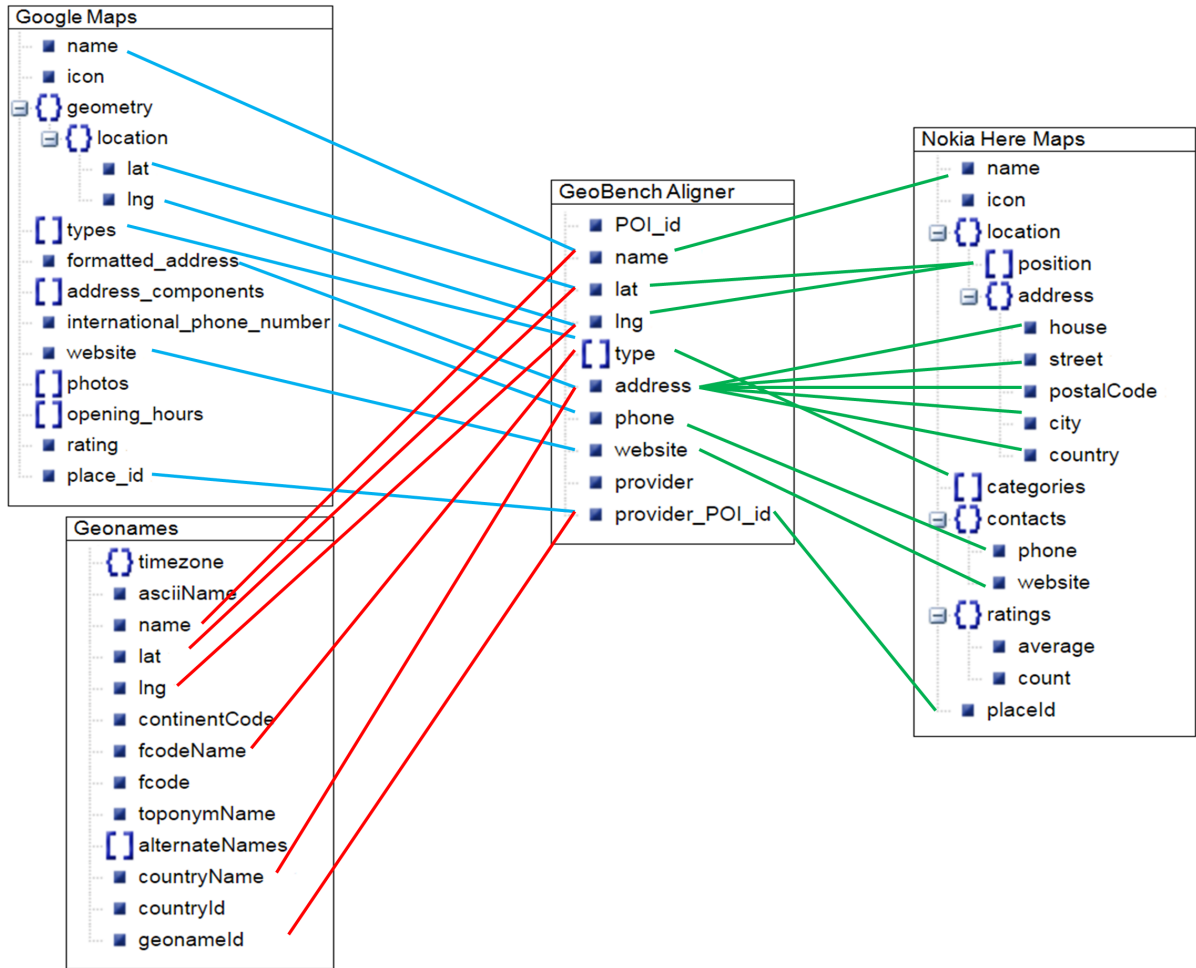 Google Maps
name
icon
geometry
location
lat
lng
types
formatted_address
address_components
international_phone_number
website
photos
opening_hours
rating
place_id
Geonames
timezone
asciiName
name
lat
lng
continentCode
fcodeName
fcode
toponymName
alternateNames
countryName
countryId
geonameId
GeoBench Aligner
POI_id
name
lat
lng
type
address
phone
website
provider
provider_POI_id
Nokia Here Maps
name
icon
location
position
address
house
street
postalCode
city
country
categories
contacts
phone
website
ratings
average
count
placeId